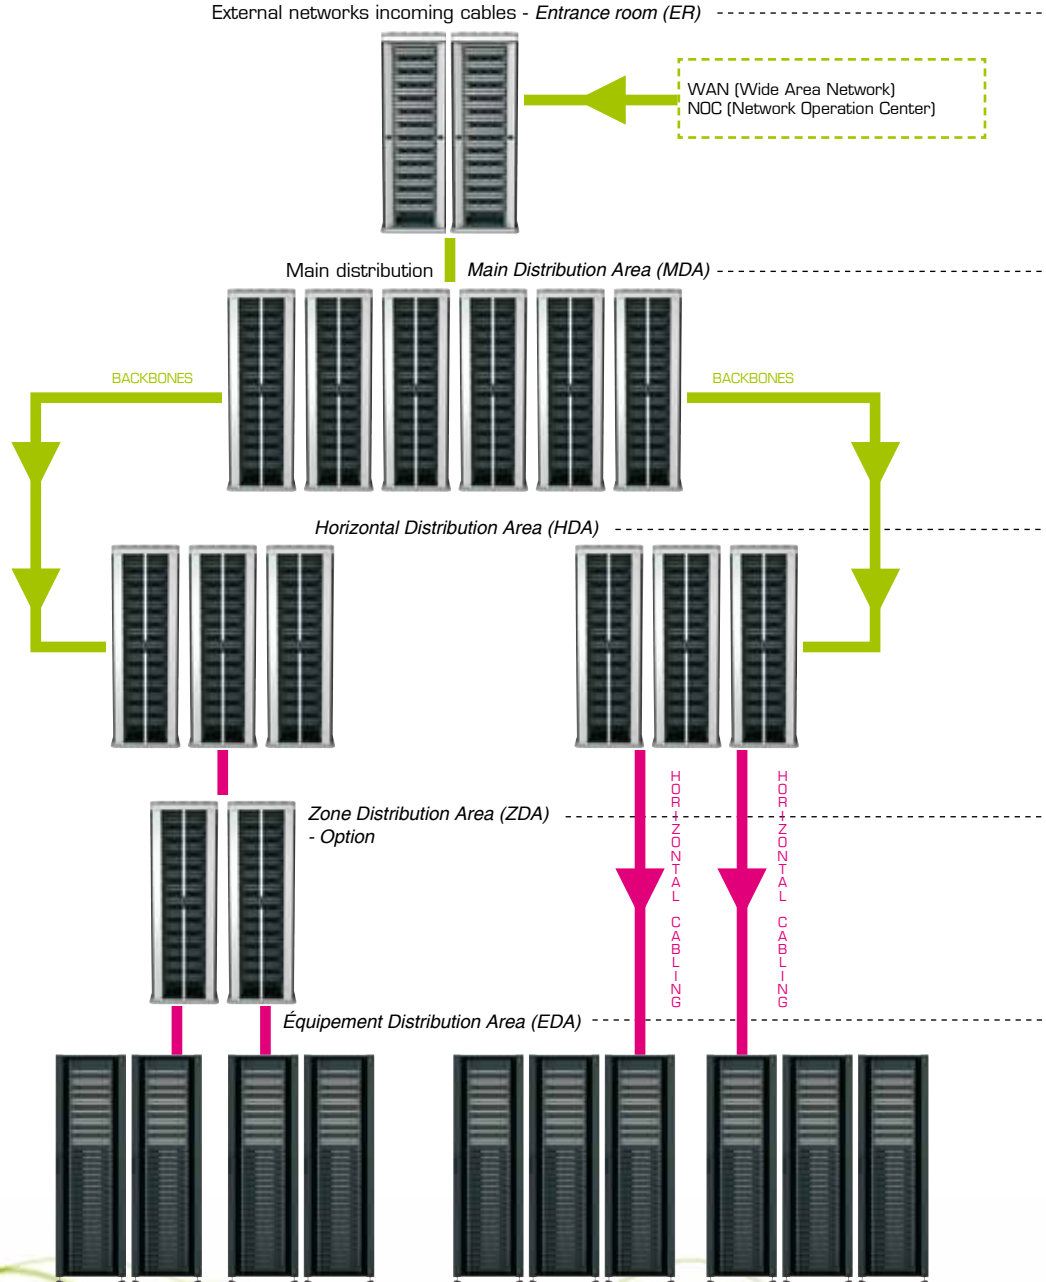 External networks incoming cables - Entrance room (ER)
WAN (Wide Area Network)
NOC (Network Operation Center)
Main distribution
Main Distribution Area (MDA)
BACKBONES
BACKBONES
Horizontal Distribution Area (HDA)
HORIZONTAL CABLING
HORIZONTAL CABLING
Zone Distribution Area (ZDA)
- Option
Équipement Distribution Area (EDA)